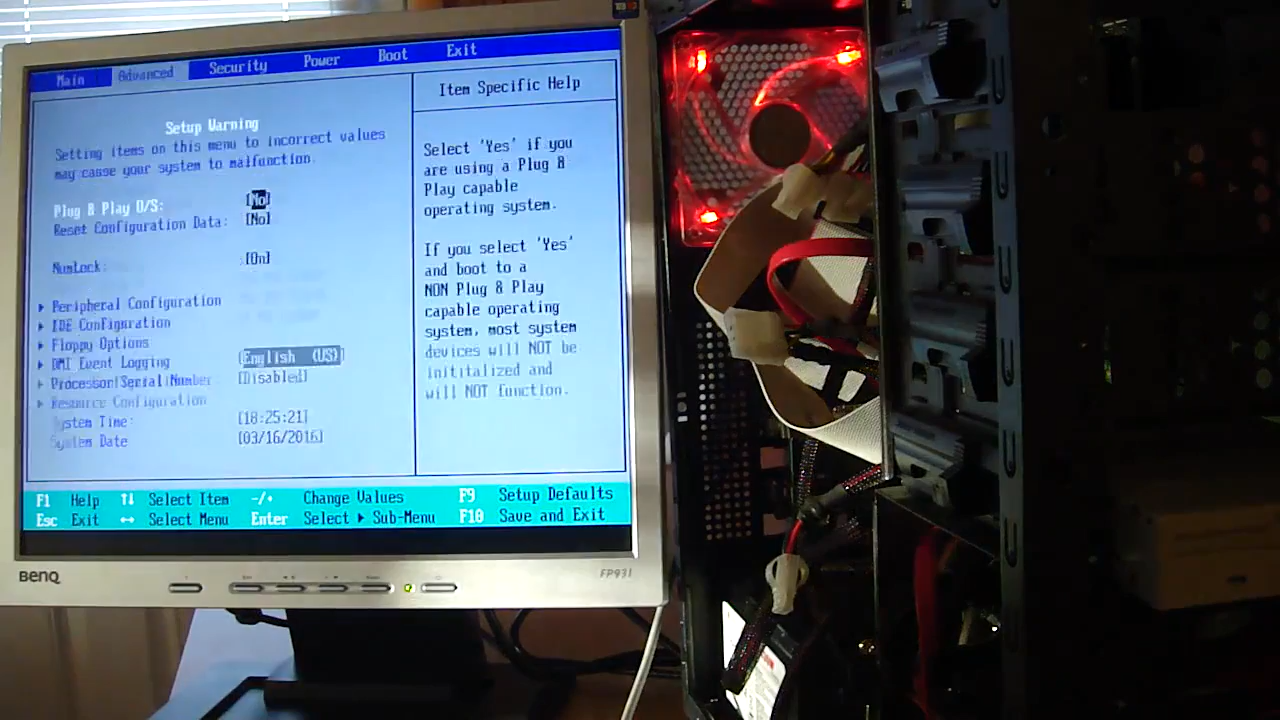 Main Advanced Security Power Boot Exit
Setup Warning
Setting items on this menu to incorrect values
may cause your system to malfunction.
Plug & Play O/S: [No]
Reset Configuration Data: [No]
NumLock: [On]
Peripheral Configuration
IDE Configuration
Floppy Options
DMI Event Logging [English (US)]
Processor Serial Number [Disabled]
Resource Configuration
System Time: [18:25:21]
System Date [03/16/2016]
Item Specific Help
Select 'Yes' if you
are using a Plug &
Play capable
operating system.
If you select 'Yes'
and boot to a
NON Plug & Play
capable operating
system, most system
devices will NOT be
inititalized and
will NOT function.
F1 Help ↑↓ Select Item -/+ Change Values F9 Setup Defaults
Esc Exit ↔ Select Menu Enter Select ▶ Sub-Menu F10 Save and Exit
BenQ
FP931